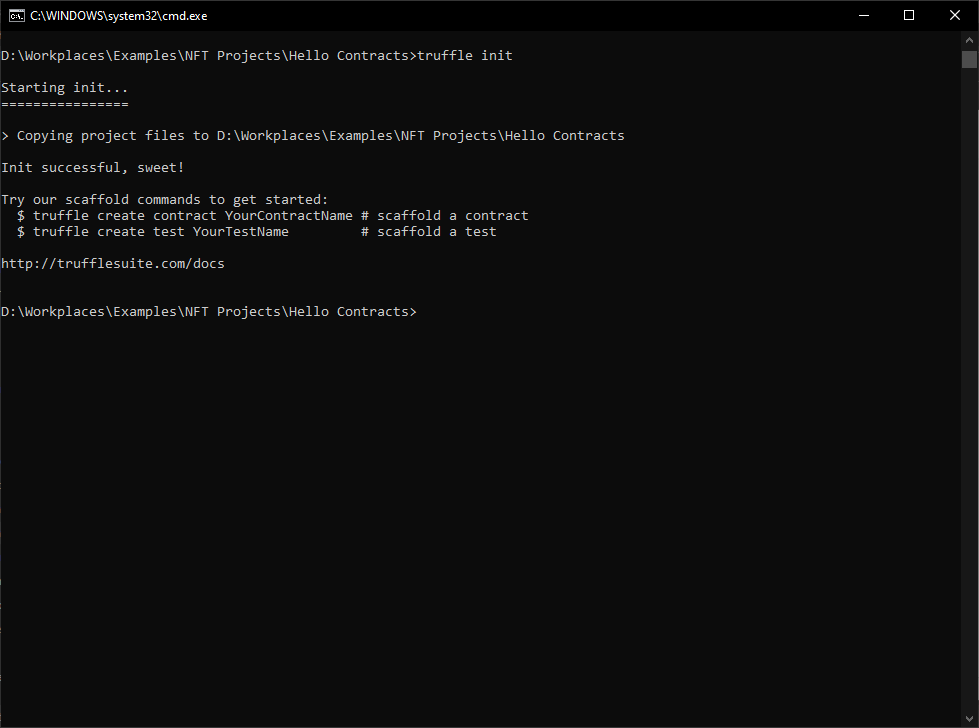 C:\WINDOWS\system32\cmd.exe
D:\Workplaces\Examples\NFT Projects\Hello Contracts>truffle init
Starting init...
================
> Copying project files to D:\Workplaces\Examples\NFT Projects\Hello Contracts
Init successful, sweet!
Try our scaffold commands to get started:
  $ truffle create contract YourContractName # scaffold a contract
  $ truffle create test YourTestName         # scaffold a test
http://trufflesuite.com/docs
D:\Workplaces\Examples\NFT Projects\Hello Contracts>